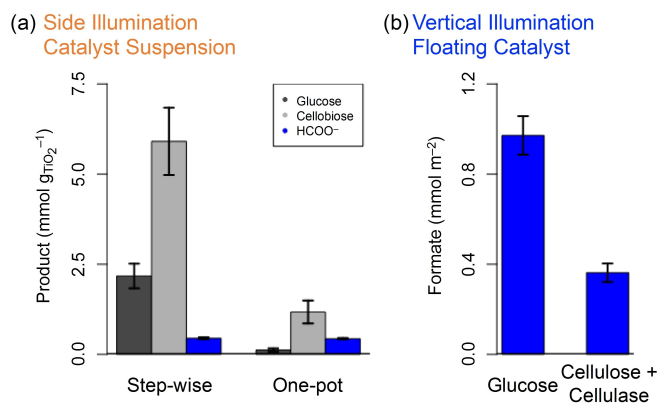 (a) Side Illumination
Catalyst Suspension
Product (mmol gTiO₂⁻¹)
7.5
5.0
2.5
0.0
Glucose
Cellobiose
HCOO⁻
Step-wise
One-pot
(b) Vertical Illumination
Floating Catalyst
Formate (mmol m⁻²)
1.2
0.8
0.4
0.0
Glucose
Cellulose +
Cellulase